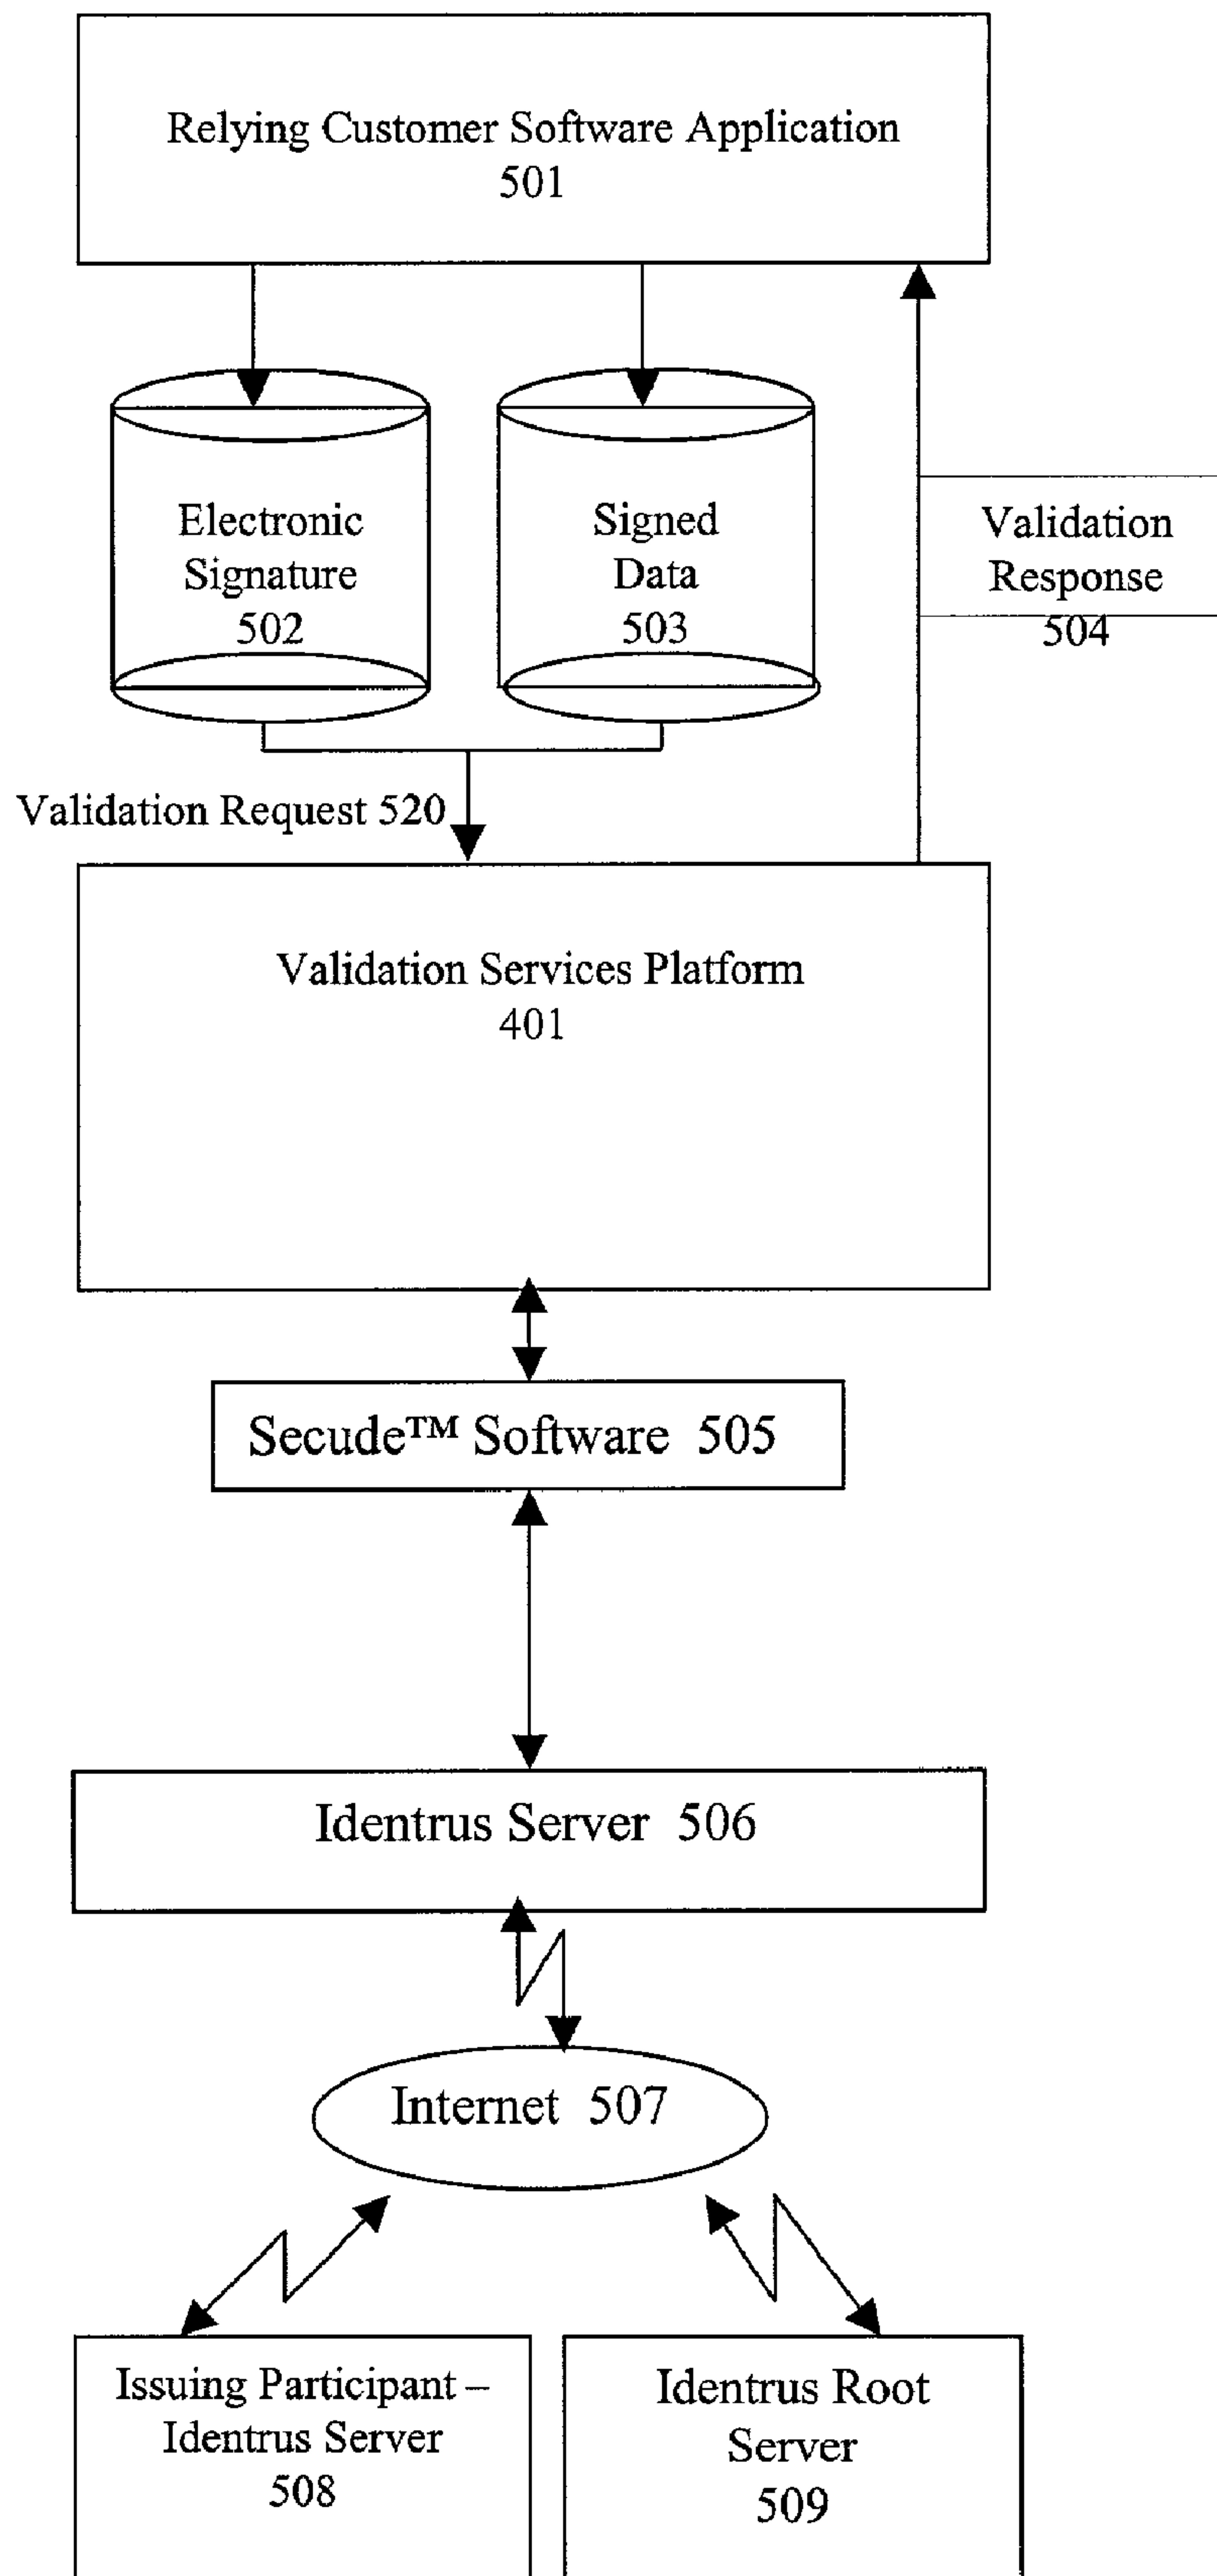 Relying Customer Software Application
501
Electronic
Signature
502
Signed
Data
503
Validation
Response
504
Validation Request 520
Validation Services Platform
401
Secude™ Software 505
Identrus Server 506
Internet 507
Issuing Participant –
Identrus Server
508
Identrus Root
Server
509